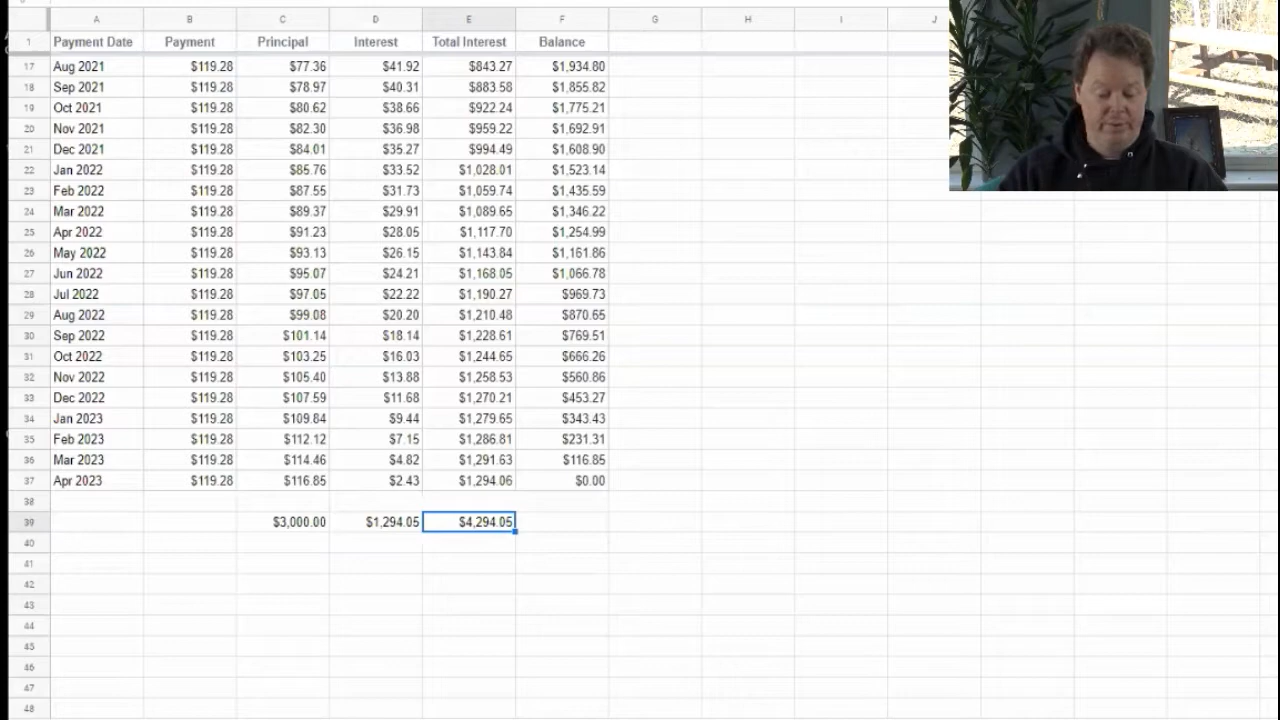 A B C D E F G H I J
1 Payment Date Payment Principal Interest Total Interest Balance
17 Aug 2021 $119.28 $77.36 $41.92 $843.27 $1,934.80
18 Sep 2021 $119.28 $78.97 $40.31 $883.58 $1,855.82
19 Oct 2021 $119.28 $80.62 $38.66 $922.24 $1,775.21
20 Nov 2021 $119.28 $82.30 $36.98 $959.22 $1,692.91
21 Dec 2021 $119.28 $84.01 $35.27 $994.49 $1,608.90
22 Jan 2022 $119.28 $85.76 $33.52 $1,028.01 $1,523.14
23 Feb 2022 $119.28 $87.55 $31.73 $1,059.74 $1,435.59
24 Mar 2022 $119.28 $89.37 $29.91 $1,089.65 $1,346.22
25 Apr 2022 $119.28 $91.23 $28.05 $1,117.70 $1,254.99
26 May 2022 $119.28 $93.13 $26.15 $1,143.84 $1,161.86
27 Jun 2022 $119.28 $95.07 $24.21 $1,168.05 $1,066.78
28 Jul 2022 $119.28 $97.05 $22.22 $1,190.27 $969.73
29 Aug 2022 $119.28 $99.08 $20.20 $1,210.48 $870.65
30 Sep 2022 $119.28 $101.14 $18.14 $1,228.61 $769.51
31 Oct 2022 $119.28 $103.25 $16.03 $1,244.65 $666.26
32 Nov 2022 $119.28 $105.40 $13.88 $1,258.53 $560.86
33 Dec 2022 $119.28 $107.59 $11.68 $1,270.21 $453.27
34 Jan 2023 $119.28 $109.84 $9.44 $1,279.65 $343.43
35 Feb 2023 $119.28 $112.12 $7.15 $1,286.81 $231.31
36 Mar 2023 $119.28 $114.46 $4.82 $1,291.63 $116.85
37 Apr 2023 $119.28 $116.85 $2.43 $1,294.06 $0.00
38
39 $3,000.00 $1,294.05 $4,294.05
40
41
42
43
44
45
46
47
48